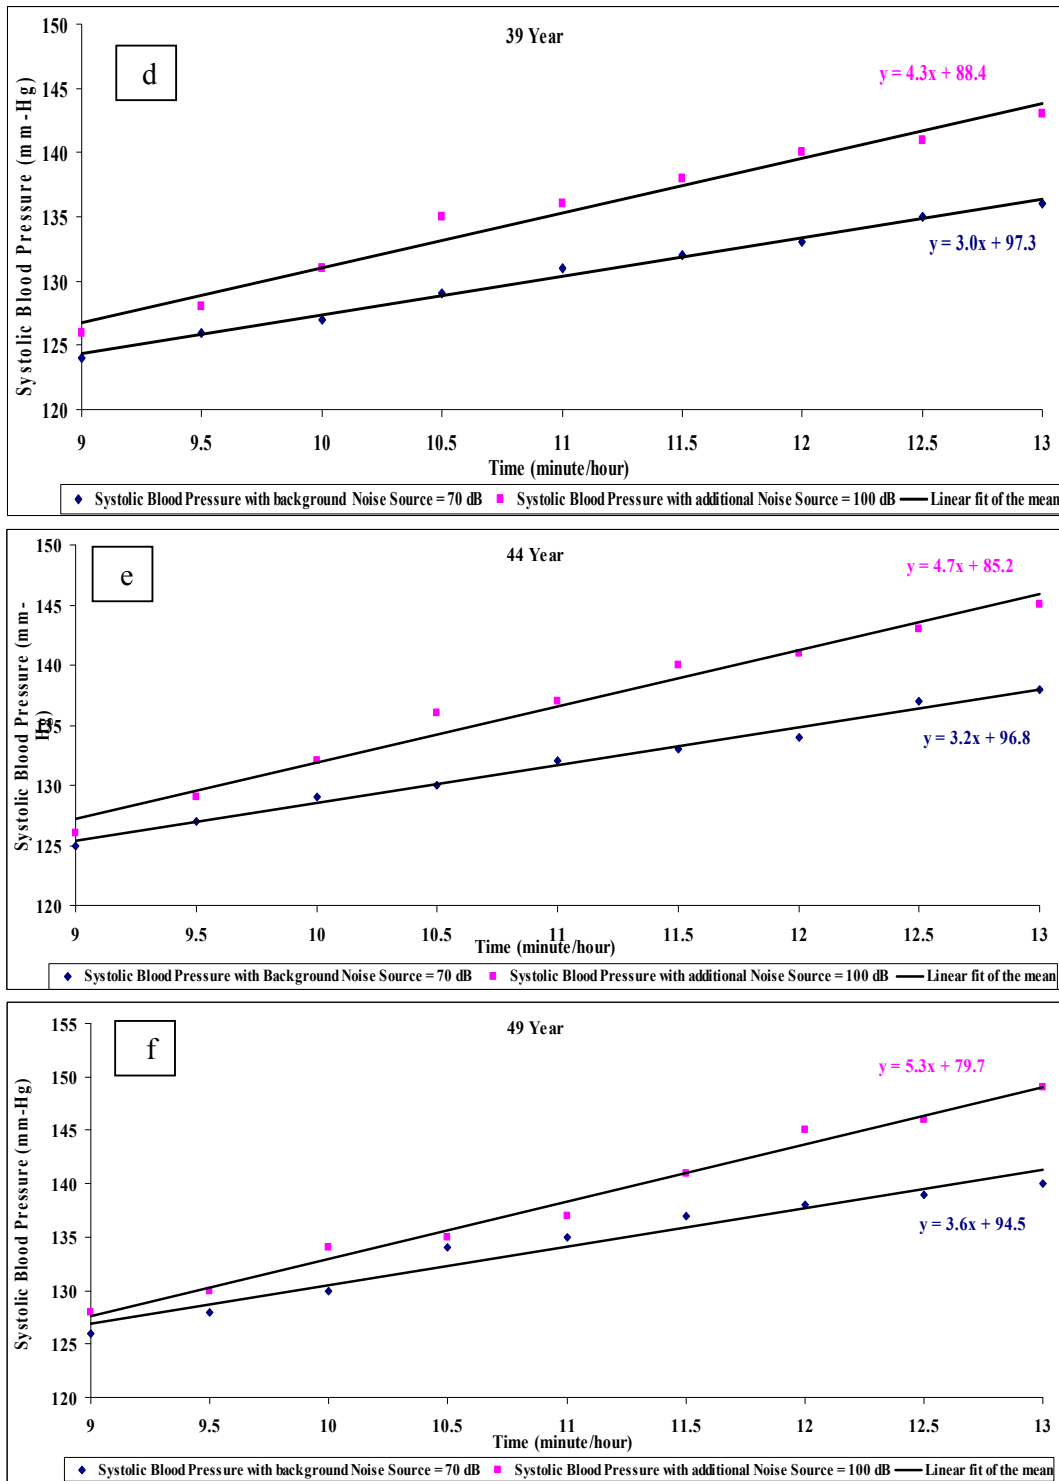 39 Year
d
y = 4.3x + 88.4
y = 3.0x + 97.3
Systolic Blood Pressure (mm-Hg)
150
145
140
135
130
125
120
9 9.5 10 10.5 11 11.5 12 12.5 13
Time (minute/hour)
Systolic Blood Pressure with background Noise Source = 70 dB Systolic Blood Pressure with additional Noise Source = 100 dB Linear fit of the mean
44 Year
e
y = 4.7x + 85.2
y = 3.2x + 96.8
Systolic Blood Pressure (mm-
Hg)
150
145
140
135
130
125
120
9 9.5 10 10.5 11 11.5 12 12.5 13
Time (minute/hour)
Systolic Blood Pressure with Background Noise Source = 70 dB Systolic Blood Pressure with additional Noise Source = 100 dB Linear fit of the mean
49 Year
f
y = 5.3x + 79.7
y = 3.6x + 94.5
Systolic Blood Pressure (mm-Hg)
155
150
145
140
135
130
125
120
9 9.5 10 10.5 11 11.5 12 12.5 13
Time (minute/hour)
Systolic Blood Pressure with background Noise Source = 70 dB Systolic Blood Pressure with additional Noise Source = 100 dB Linear fit of the mean